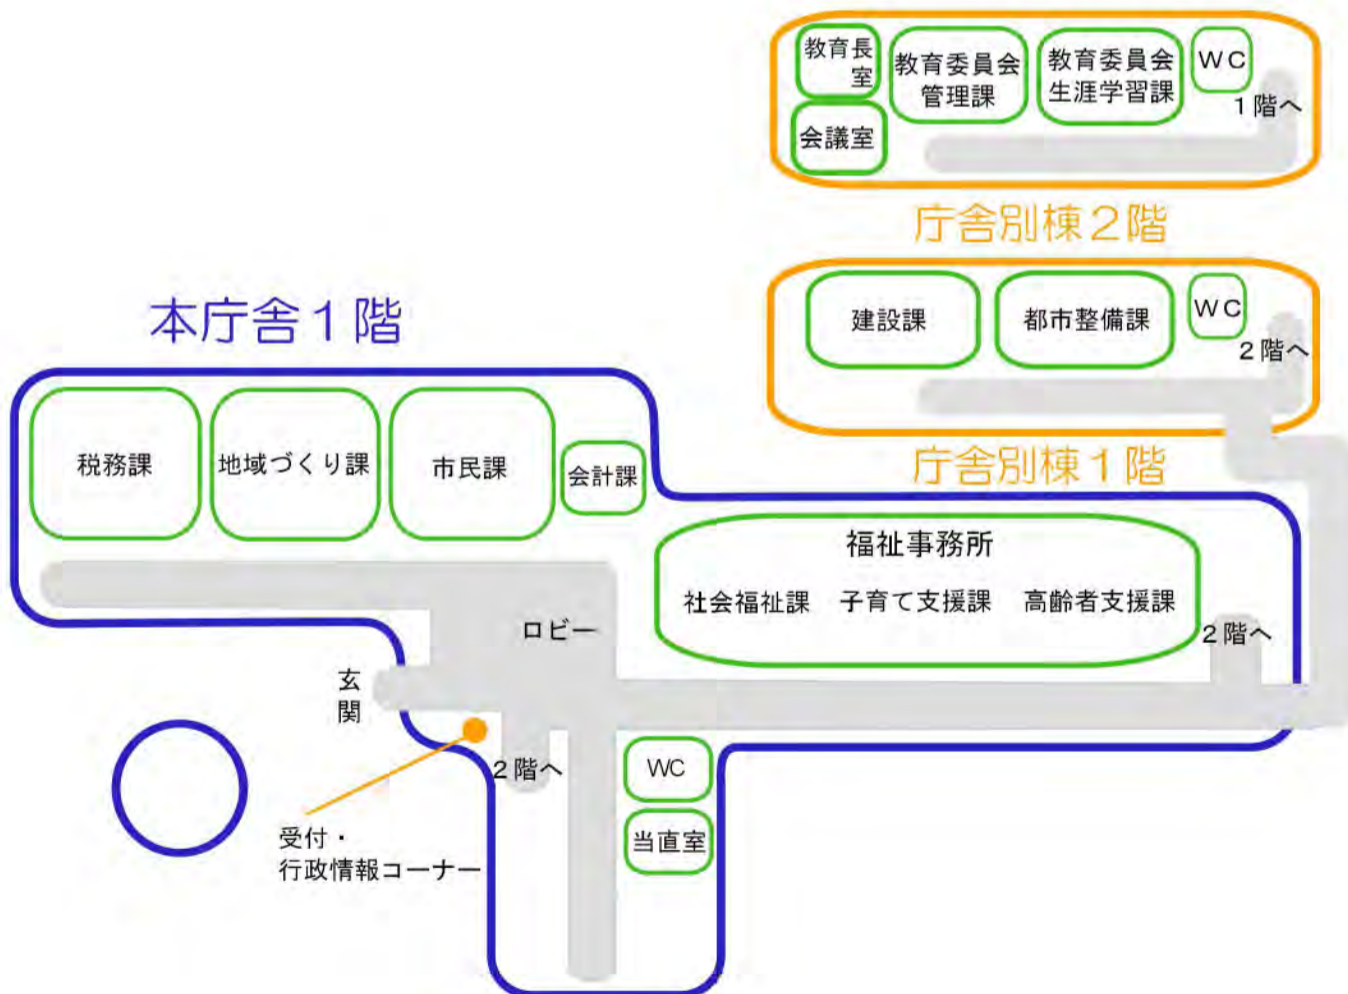 教育長
室
教育委員会
管理課
教育委員会
生涯学習課
WC
1階へ
会議室
庁舎別棟2階
建設課
都市整備課
WC
2階へ
庁舎別棟1階
本庁舎1階
税務課
地域づくり課
市民課
会計課
福祉事務所
社会福祉課 子育て支援課 高齢者支援課
ロビー
2階へ
玄
関
2階へ
WC
当直室
受付・
行政情報コーナー